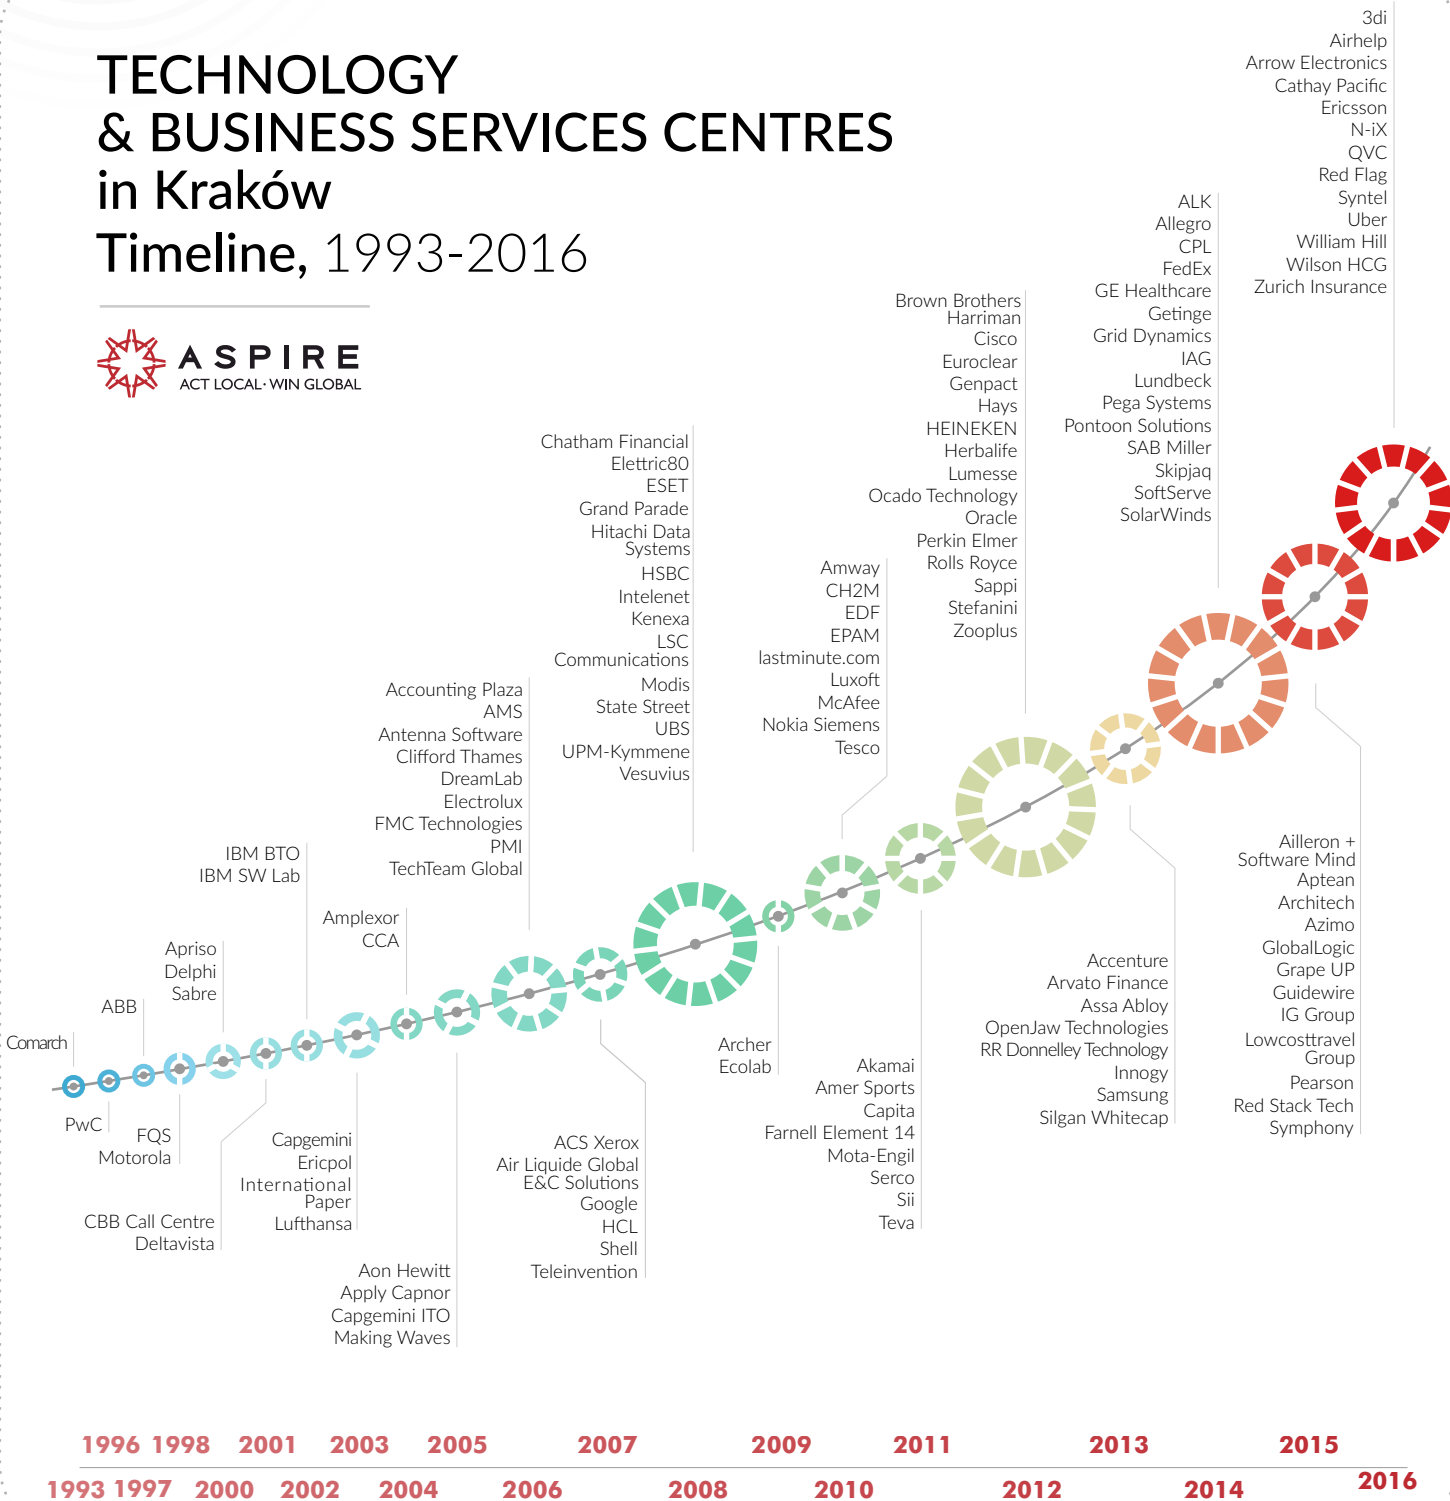 TECHNOLOGY
& BUSINESS SERVICES CENTRES
in Kraków
Timeline, 1993-2016
ASPIRE
ACT LOCAL·WIN GLOBAL
Comarch
PwC
ABB
FQS
Motorola
Apriso
Delphi
Sabre
CBB Call Centre
Deltavista
IBM BTO
IBM SW Lab
Capgemini
Ericpol
International
Paper
Lufthansa
Amplexor
CCA
Aon Hewitt
Apply Capnor
Capgemini ITO
Making Waves
Accounting Plaza
AMS
Antenna Software
Clifford Thames
DreamLab
Electrolux
FMC Technologies
PMI
TechTeam Global
ACS Xerox
Air Liquide Global
E&C Solutions
Google
HCL
Shell
Teleinvention
Chatham Financial
Elettric80
ESET
Grand Parade
Hitachi Data
Systems
HSBC
Intelenet
Kenexa
LSC
Communications
Modis
State Street
UBS
UPM-Kymmene
Vesuvius
Archer
Ecolab
Amway
CH2M
EDF
EPAM
lastminute.com
Luxoft
McAfee
Nokia Siemens
Tesco
Akamai
Amer Sports
Capita
Farnell Element 14
Mota-Engil
Serco
Sii
Teva
Brown Brothers
Harriman
Cisco
Euroclear
Genpact
Hays
HEINEKEN
Herbalife
Lumesse
Ocado Technology
Oracle
Perkin Elmer
Rolls Royce
Sappi
Stefanini
Zooplus
Accenture
Arvato Finance
Assa Abloy
OpenJaw Technologies
RR Donnelley Technology
Innogy
Samsung
Silgan Whitecap
ALK
Allegro
CPL
FedEx
GE Healthcare
Getinge
Grid Dynamics
IAG
Lundbeck
Pega Systems
Pontoon Solutions
SAB Miller
Skipjaq
SoftServe
SolarWinds
Ailleron +
Software Mind
Aptean
Architech
Azimo
GlobalLogic
Grape UP
Guidewire
IG Group
Lowcosttravel
Group
Pearson
Red Stack Tech
Symphony
3di
Airhelp
Arrow Electronics
Cathay Pacific
Ericsson
N-iX
QVC
Red Flag
Syntel
Uber
William Hill
Wilson HCG
Zurich Insurance
1996 1998 2001 2003 2005 2007 2009 2011 2013 2015
1993 1997 2000 2002 2004 2006 2008 2010 2012 2014 2016